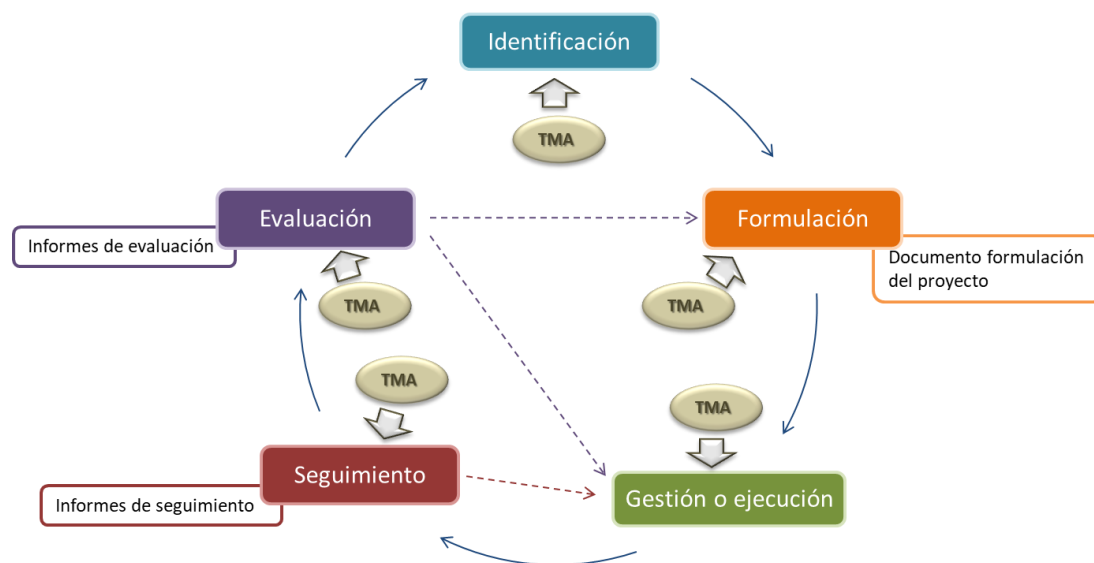 Identificación
TMA
Evaluación
Formulación
Informes de evaluación
Documento formulación
del proyecto
TMA
TMA
TMA
TMA
Seguimiento
Gestión o ejecución
Informes de seguimiento